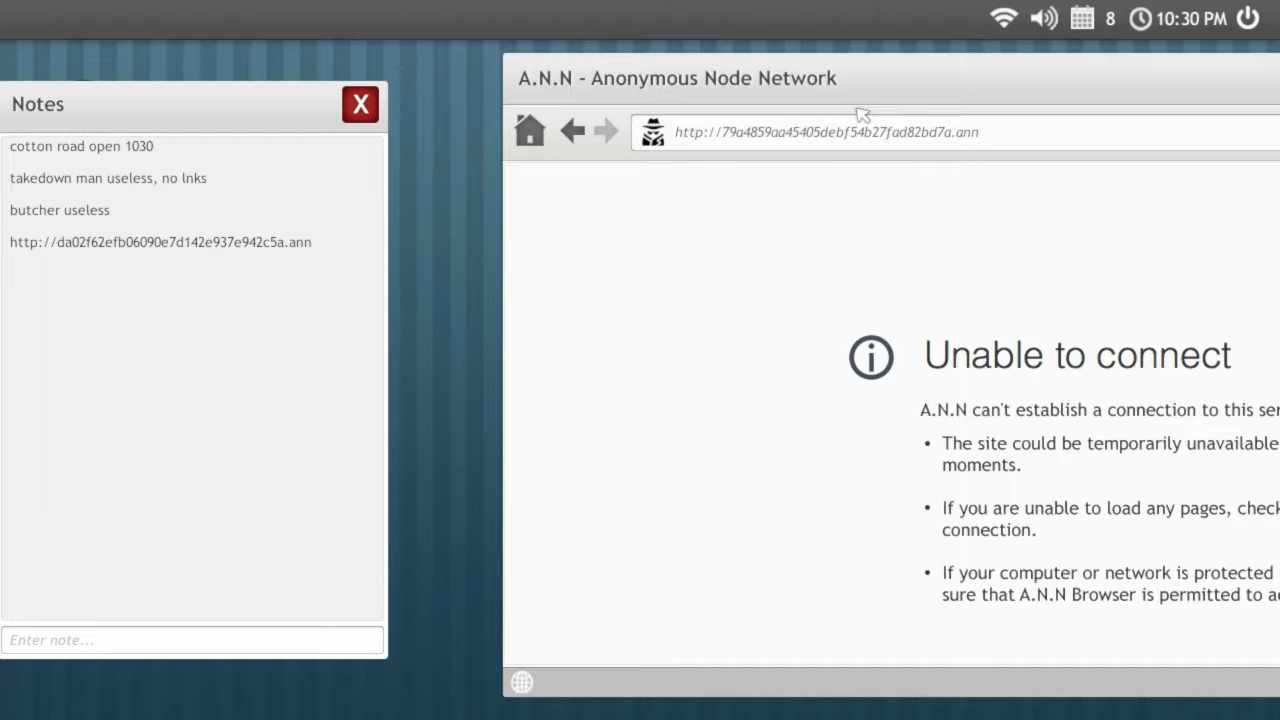 8 10:30 PM
Notes
X
cotton road open 1030
takedown man useless, no lnks
butcher useless
http://da02f62efb06090e7d142e937e942c5a.ann
Enter note...
A.N.N - Anonymous Node Network
http://79a4859aa45405debf54b27fad82bd7a.ann
Unable to connect
A.N.N can't establish a connection to this ser
• The site could be temporarily unavailable
moments.
• If you are unable to load any pages, check
connection.
• If your computer or network is protected
sure that A.N.N Browser is permitted to a